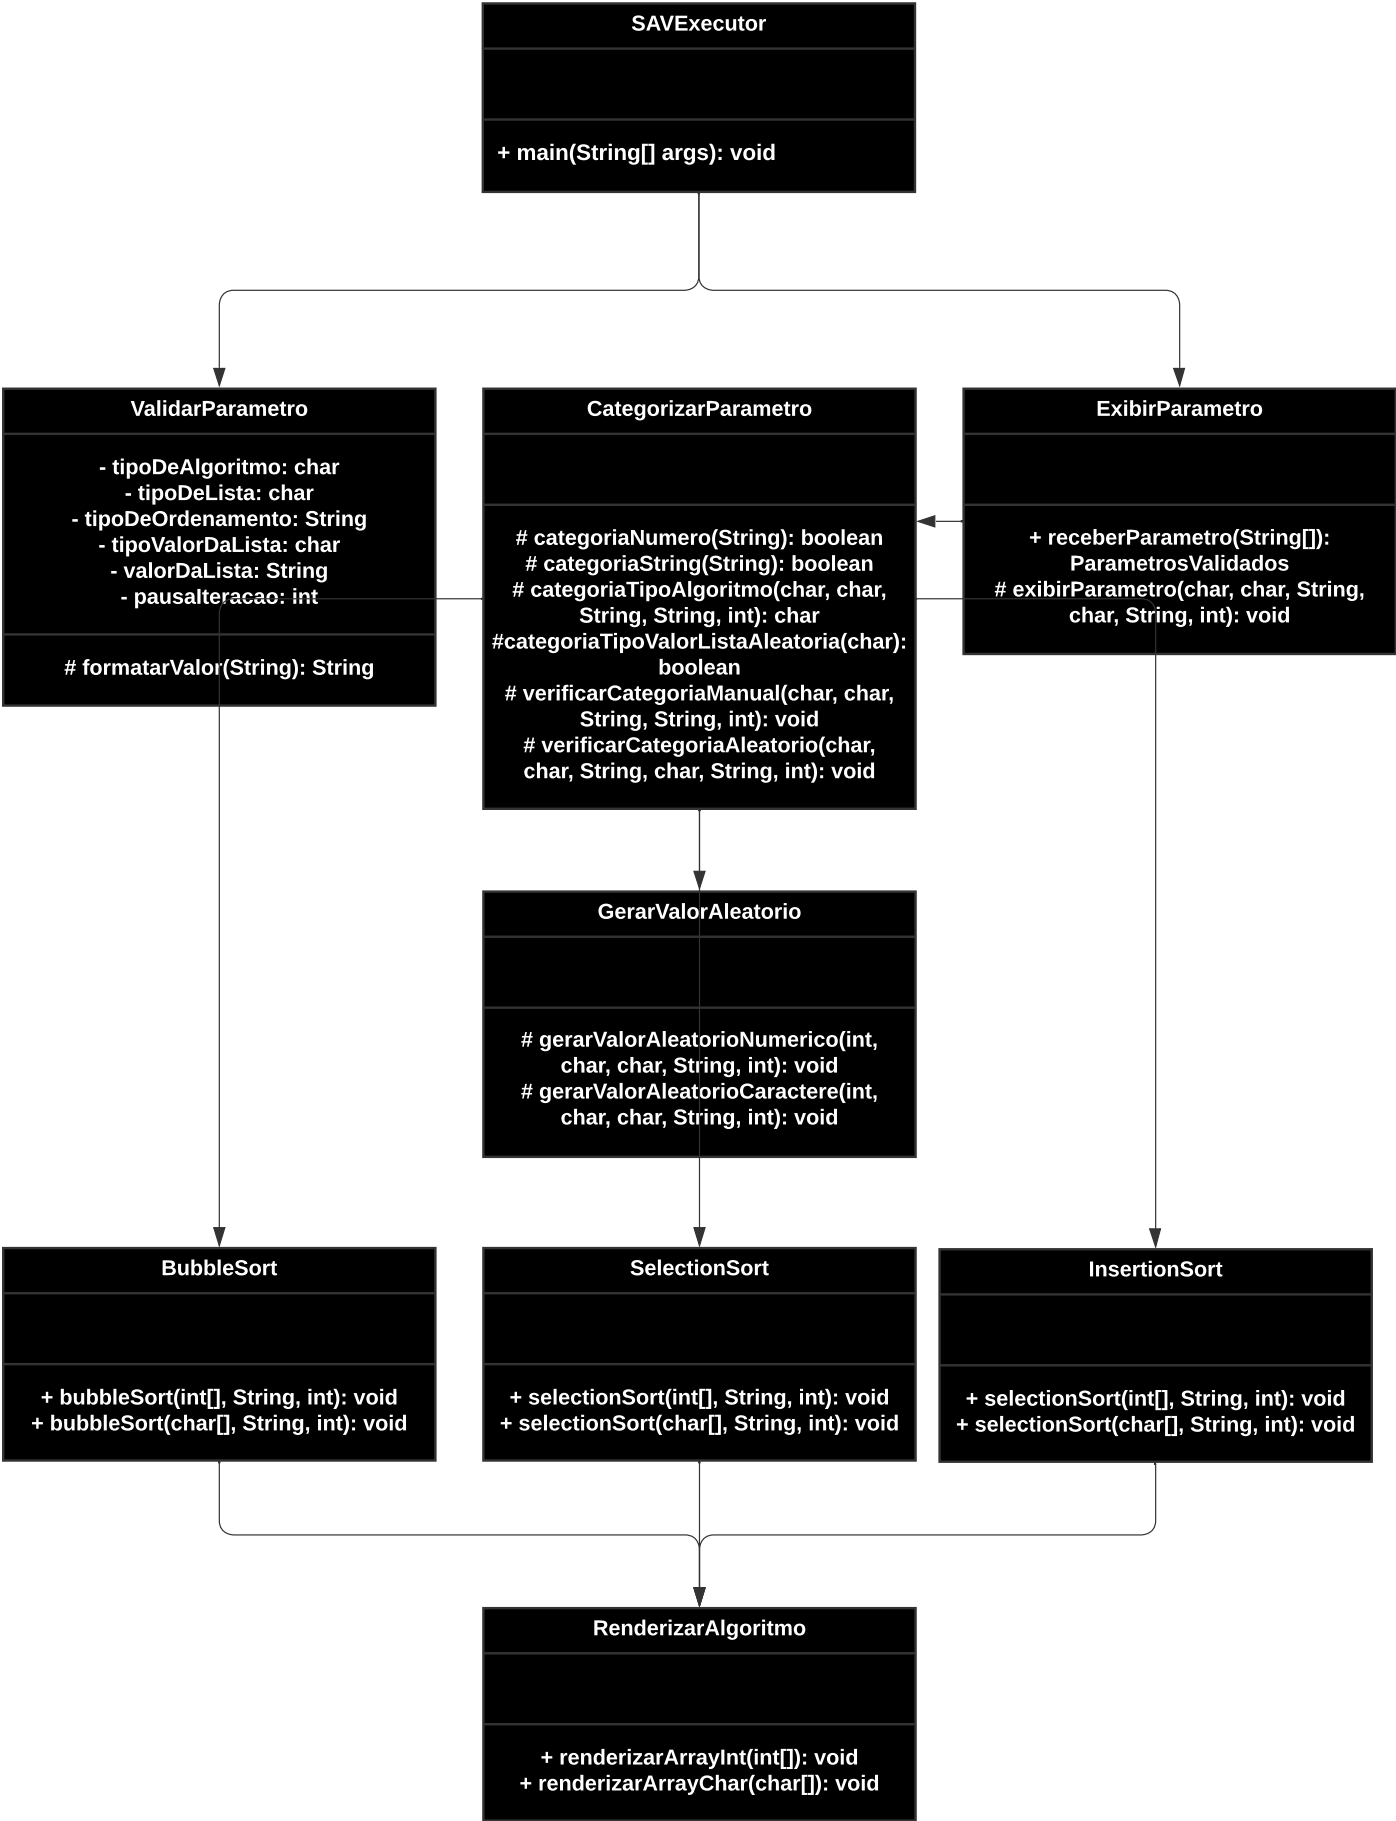 SAVExecutor
+ main(String[] args): void
ValidarParametro
- tipoDeAlgoritmo: char
- tipoDeLista: char
- tipoDeOrdenamento: String
- tipoValorDaLista: char
- valorDaLista: String
- pausaIteracao: int
# formatarValor(String): String
CategorizarParametro
# categoriaNumero(String): boolean
# categoriaString(String): boolean
# categoriaTipoAlgoritmo(char, char,
String, String, int): char
#categoriaTipoValorListaAleatoria(char):
boolean
# verificarCategoriaManual(char, char,
String, String, int): void
# verificarCategoriaAleatorio(char,
char, String, char, String, int): void
ExibirParametro
+ receberParametro(String[]):
ParametrosValidados
# exibirParametro(char, char, String,
char, String, int): void
GerarValorAleatorio
# gerarValorAleatorioNumerico(int,
char, char, String, int): void
# gerarValorAleatorioCaractere(int,
char, char, String, int): void
BubbleSort
+ bubbleSort(int[], String, int): void
+ bubbleSort(char[], String, int): void
SelectionSort
+ selectionSort(int[], String, int): void
+ selectionSort(char[], String, int): void
InsertionSort
+ selectionSort(int[], String, int): void
+ selectionSort(char[], String, int): void
RenderizarAlgoritmo
+ renderizarArrayInt(int[]): void
+ renderizarArrayChar(char[]): void